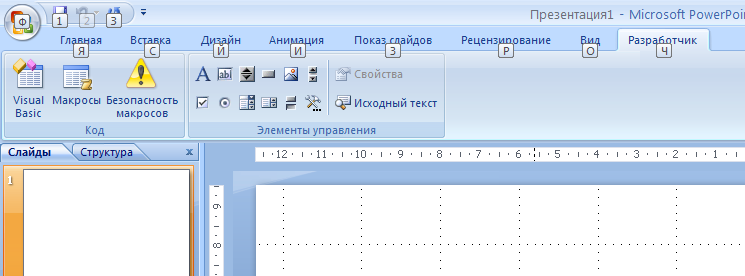 Презентация1 - Microsoft PowerPoin
Ф 1 2 3
Главная Вставка Дизайн Анимация Показ слайдов Рецензирование Вид Разработчик
Я С Й И З Р О Ч
A ab Свойства
Visual Basic Макросы Безопасность макросов Исходный текст
Код Элементы управления
Слайды Структура x
12 11 10 9 8 7 6 5 4 3 2 1
1
9
8